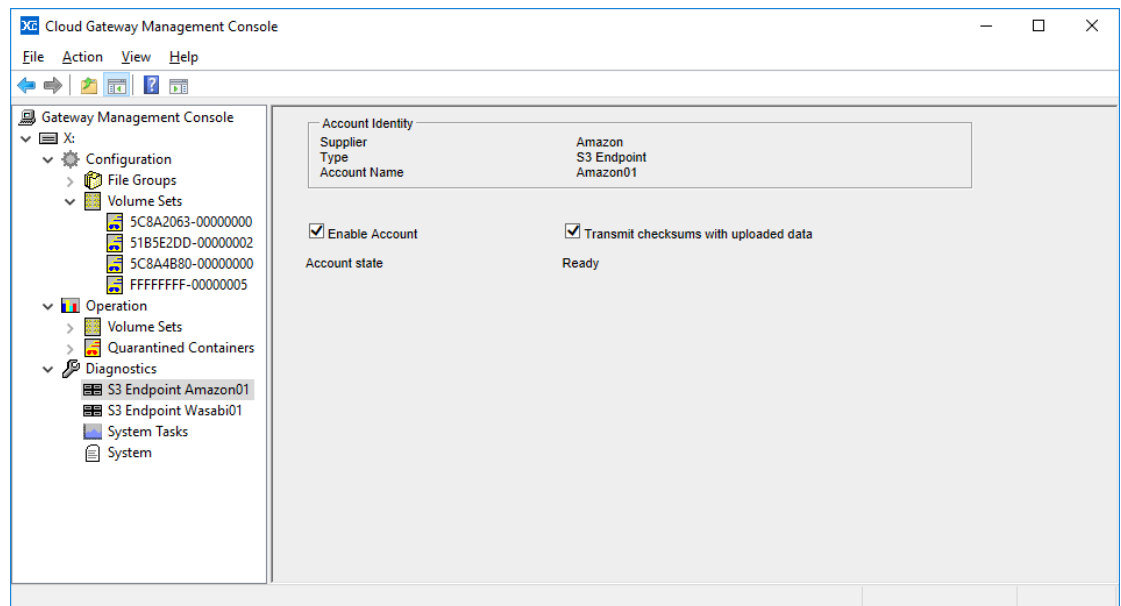 Cloud Gateway Management Console
File Action View Help
Gateway Management Console
X:
Configuration
File Groups
Volume Sets
5C8A2063-00000000
51B5E2DD-00000002
5C8A4B80-00000000
FFFFFFFF-00000005
Operation
Volume Sets
Quarantined Containers
Diagnostics
S3 Endpoint Amazon01
S3 Endpoint Wasabi01
System Tasks
System
Account Identity
Supplier Amazon
Type S3 Endpoint
Account Name Amazon01
Enable Account Transmit checksums with uploaded data
Account state Ready